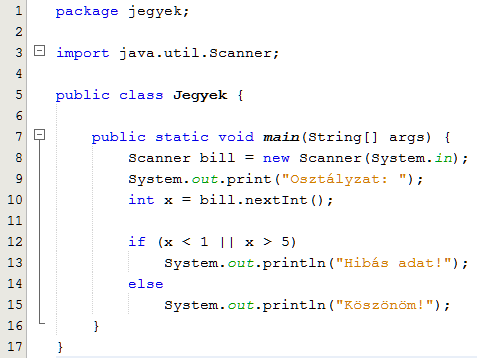 1 package jegyek;
2
3 import java.util.Scanner;
4
5 public class Jegyek {
6
7 public static void main(String[] args) {
8 Scanner bill = new Scanner(System.in);
9 System.out.print("Osztályzat: ");
10 int x = bill.nextInt();
11
12 if (x < 1 || x > 5)
13 System.out.println("Hibás adat!");
14 else
15 System.out.println("Köszönöm!");
16 }
17 }